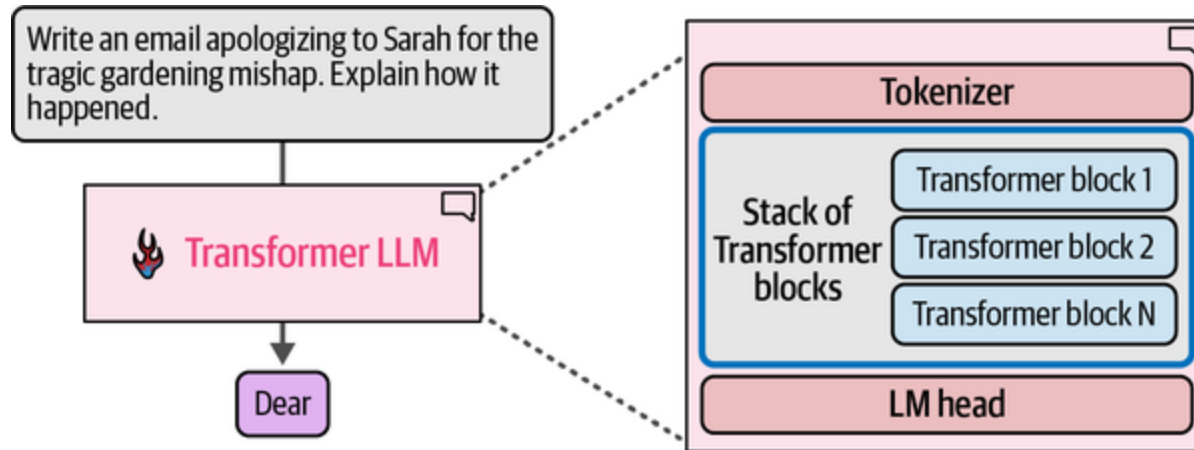 Write an email apologizing to Sarah for the
tragic gardening mishap. Explain how it
happened.
Transformer LLM
Dear
Tokenizer
Stack of
Transformer
blocks
Transformer block 1
Transformer block 2
Transformer block N
LM head